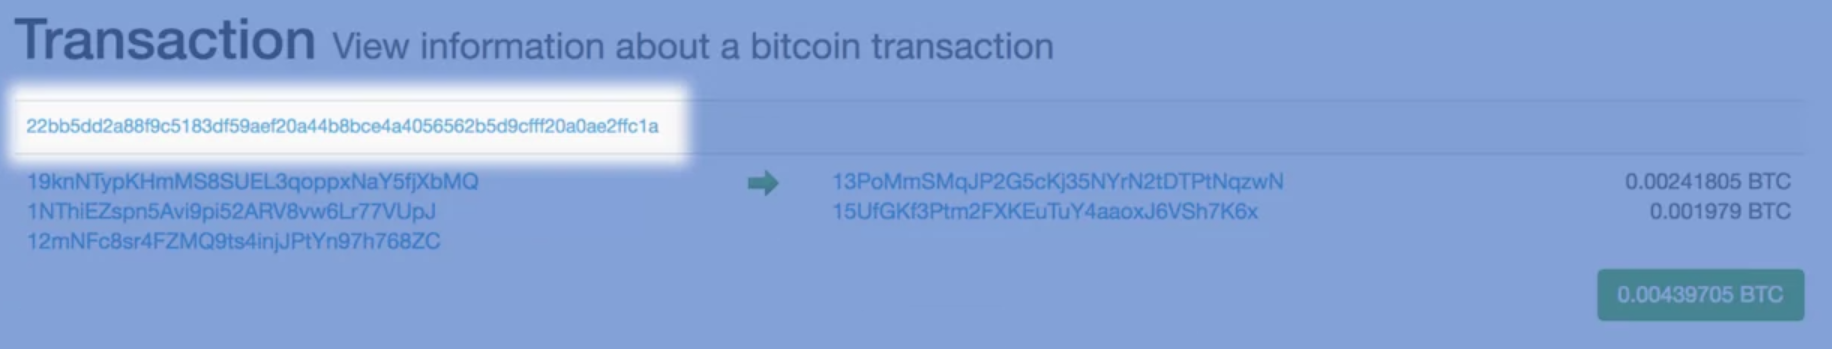 Transaction View information about a bitcoin transaction
22bb5dd2a88f9c5183df59aef20a44b8bce4a4056562b5d9cfff20a0ae2ffc1a
19knNTypKHmMS8SUEL3qoppxNaY5fjXbMQ
13PoMmSMqJP2G5cKj35NYrN2tDTPtNqzwN
0.00241805 BTC
1NThiEZspn5Avi9pi52ARV8vw6Lr77VUpJ
15UfGKf3Ptm2FXKEuTuY4aaoxJ6VSh7K6x
0.001979 BTC
12mNFc8sr4FZMQ9ts4injJPtYn97h768ZC
0.00439705 BTC